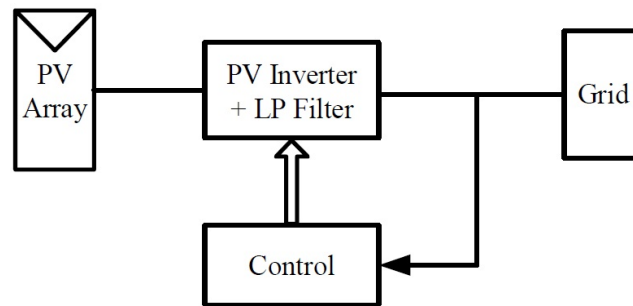 PV
Array
PV Inverter
+ LP Filter
Grid
Control